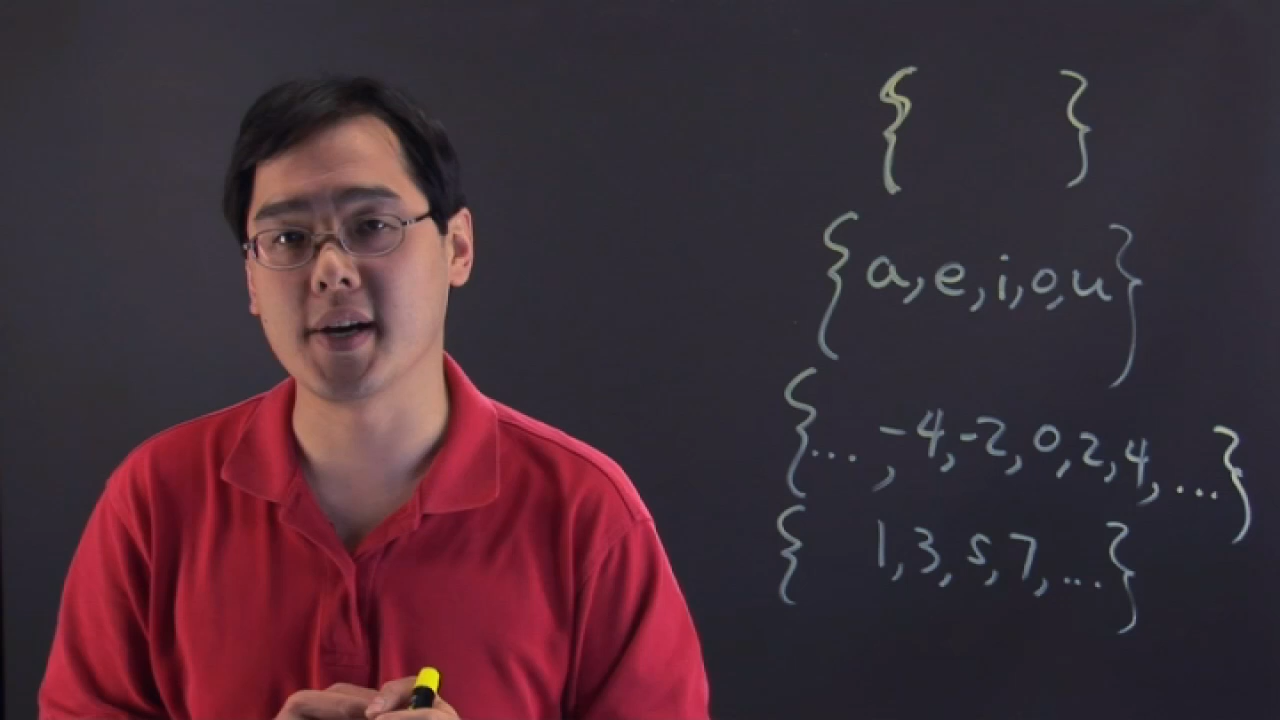 { }
{a, e, i, o, u}
{... , -4, -2, 0, 2, 4, ...}
{ 1, 3, 5, 7, ...}